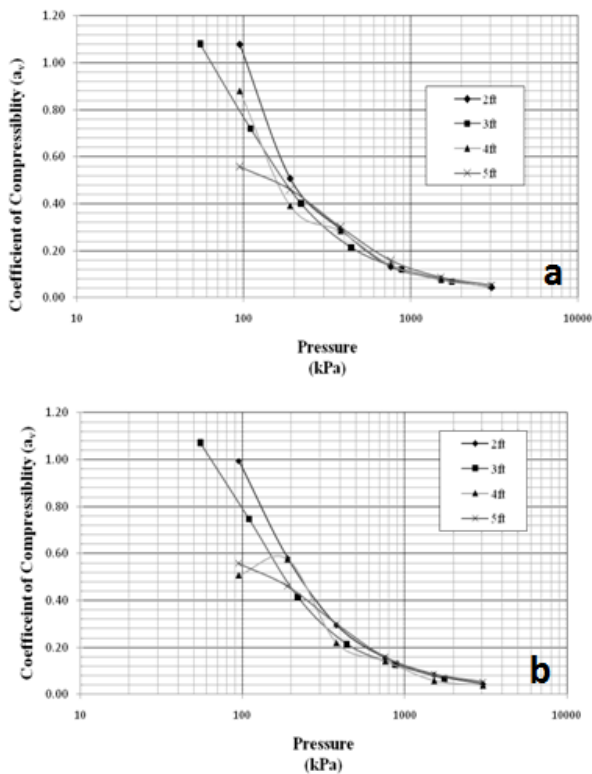 1.20
1.00
0.80
0.60
0.40
0.20
0.00
Coefficient of Compressiblity (av)
2ft
3ft
4ft
5ft
a
10
100
1000
10000
Pressure
(kPa)
1.20
1.00
0.80
0.60
0.40
0.20
0.00
Coefficeint of Compressiblity (av)
2ft
3ft
4ft
5ft
b
10
100
1000
10000
Pressure
(kPa)